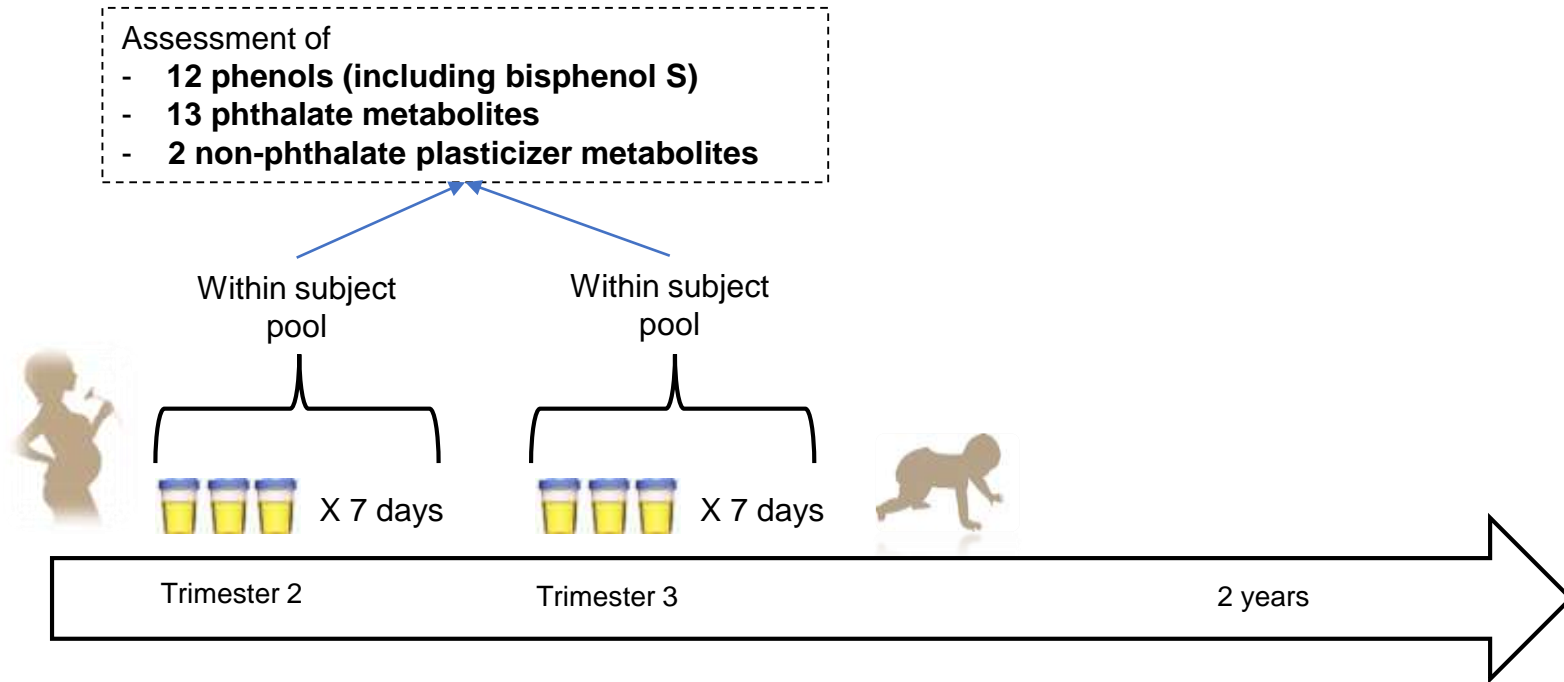 Assessment of
- 12 phenols (including bisphenol S)
- 13 phthalate metabolites
- 2 non-phthalate plasticizer metabolites
Within subject
pool
Within subject
pool
X 7 days
X 7 days
Trimester 2
Trimester 3
2 years